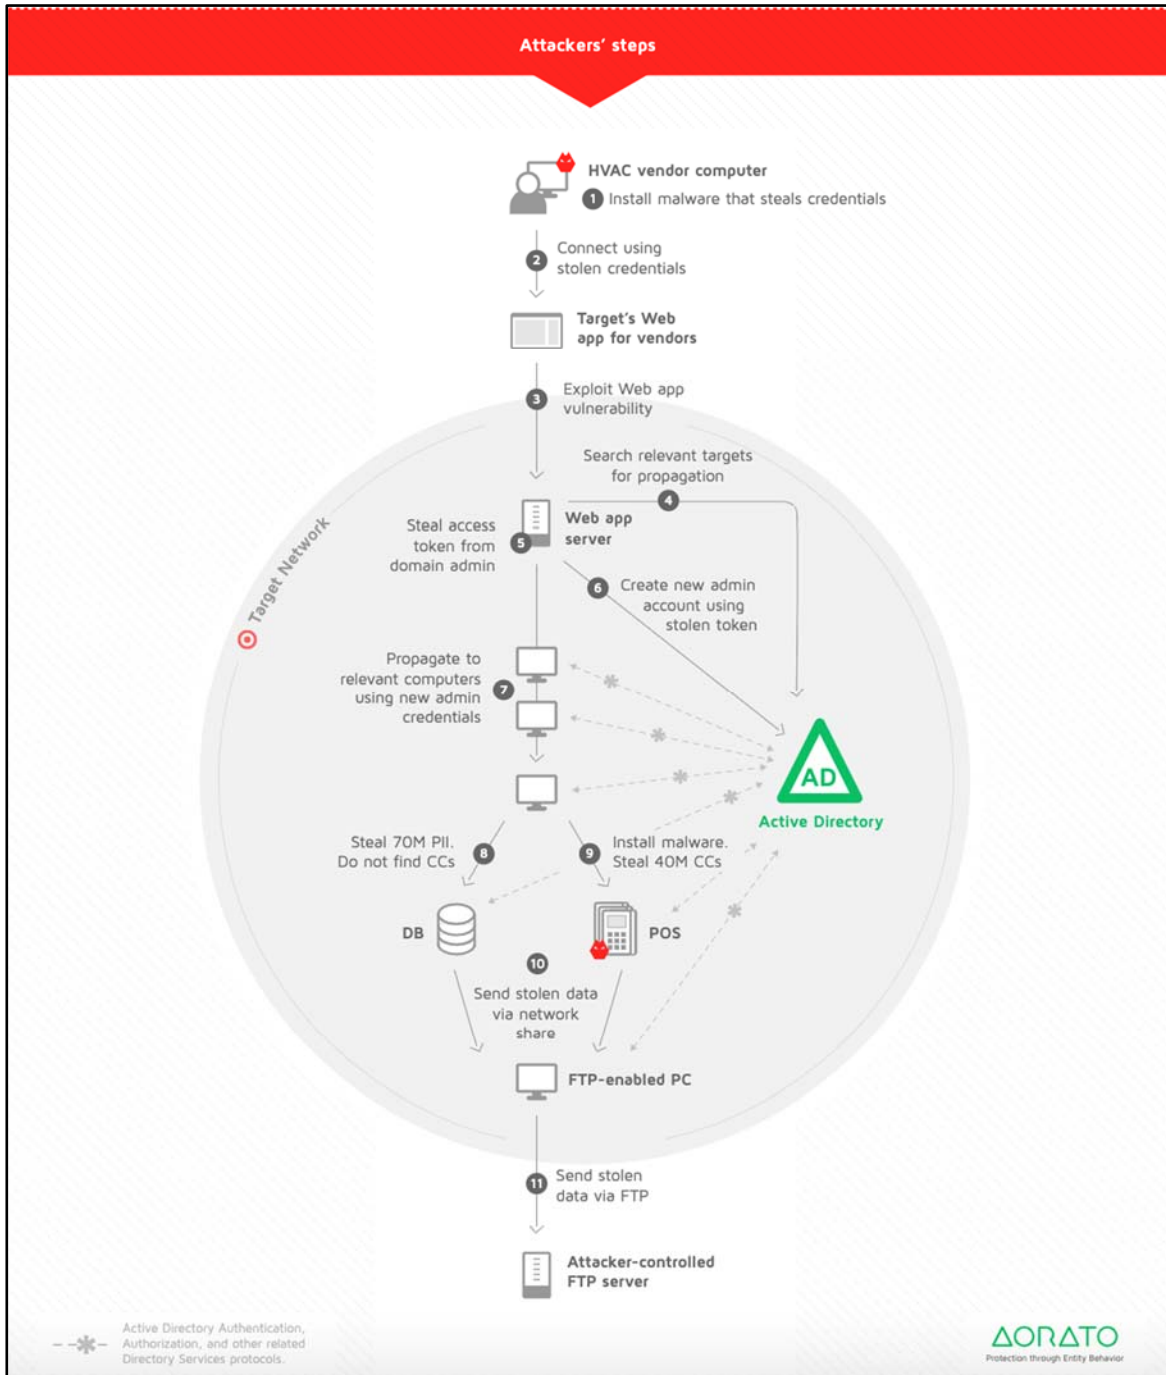 Attackers' steps
HVAC vendor computer
1 Install malware that steals credentials
2 Connect using
stolen credentials
Target's Web
app for vendors
3 Exploit Web app
vulnerability
Search relevant targets
for propagation
4
Web app
server
Steal access
token from
domain admin
5
6 Create new admin
account using
stolen token
Target Network
Propagate to
relevant computers
using new admin
credentials
7
AD
Active Directory
Steal 70M PII.
Do not find CCs
8
9 Install malware.
Steal 40M CCs
DB
POS
10
Send stolen data
via network
share
FTP-enabled PC
11 Send stolen
data via FTP
Attacker-controlled
FTP server
Active Directory Authentication,
Authorization, and other related
Directory Services protocols.
AORATO
Protection through Entity Behavior